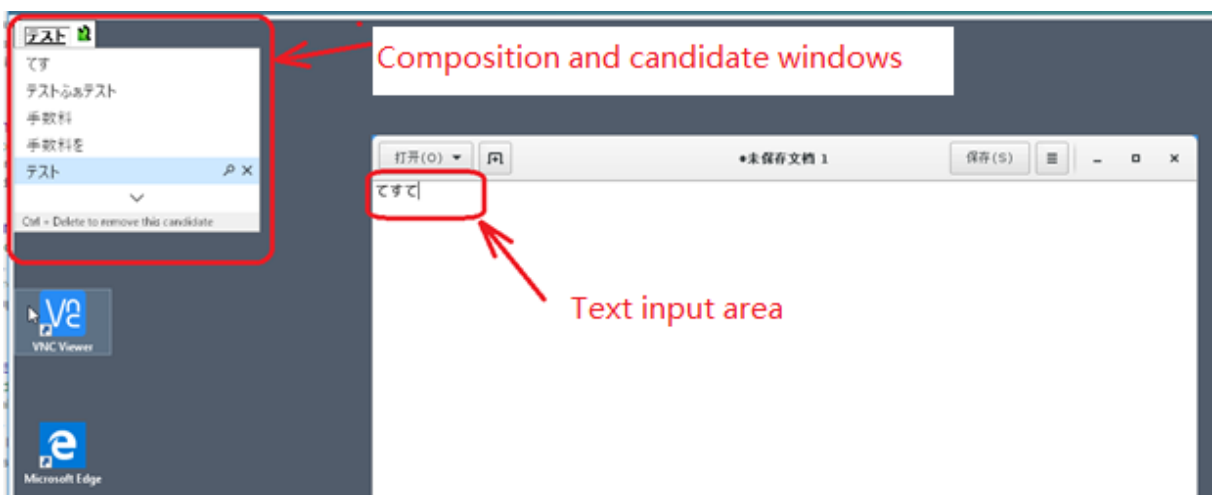 テスト
てす
テストふぁテスト
手数料
手数料を
テスト
Ctrl + Delete to remove this candidate
Composition and candidate windows
打开(O)
•未保存文档 1
保存(S)
てすて
Text input area
VNC Viewer
Microsoft Edge